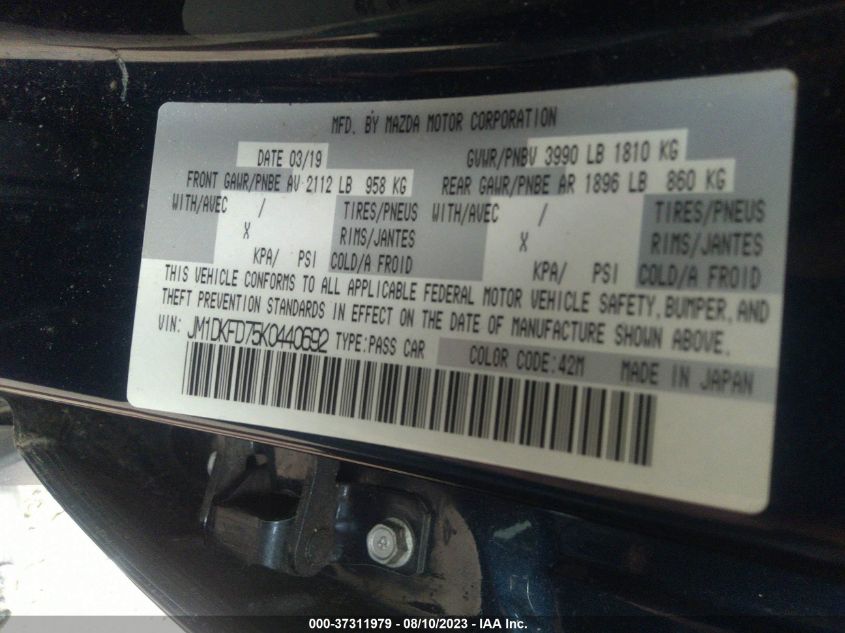 MFD. BY MAZDA MOTOR CORPORATION
DATE 03/19 GVWR/PNBV 3990 LB 1810 KG
FRONT GAWR/PNBE AV 2112 LB 958 KG REAR GAWR/PNBE AR 1896 LB 860 KG
WITH/AVEC / TIRES/PNEUS WITH/AVEC / TIRES/PNEUS
X RIMS/JANTES X RIMS/JANTES
KPA/ PSI COLD/A FROID KPA/ PSI COLD/A FROID
THIS VEHICLE CONFORMS TO ALL APPLICABLE FEDERAL MOTOR VEHICLE SAFETY, BUMPER, AND
THEFT PREVENTION STANDARDS IN EFFECT ON THE DATE OF MANUFACTURE SHOWN ABOVE.
VIN: JM1DKFD75K0440692 TYPE:PASS CAR COLOR CODE:42M MADE IN JAPAN
000-37311979 - 08/10/2023 - IAA Inc.